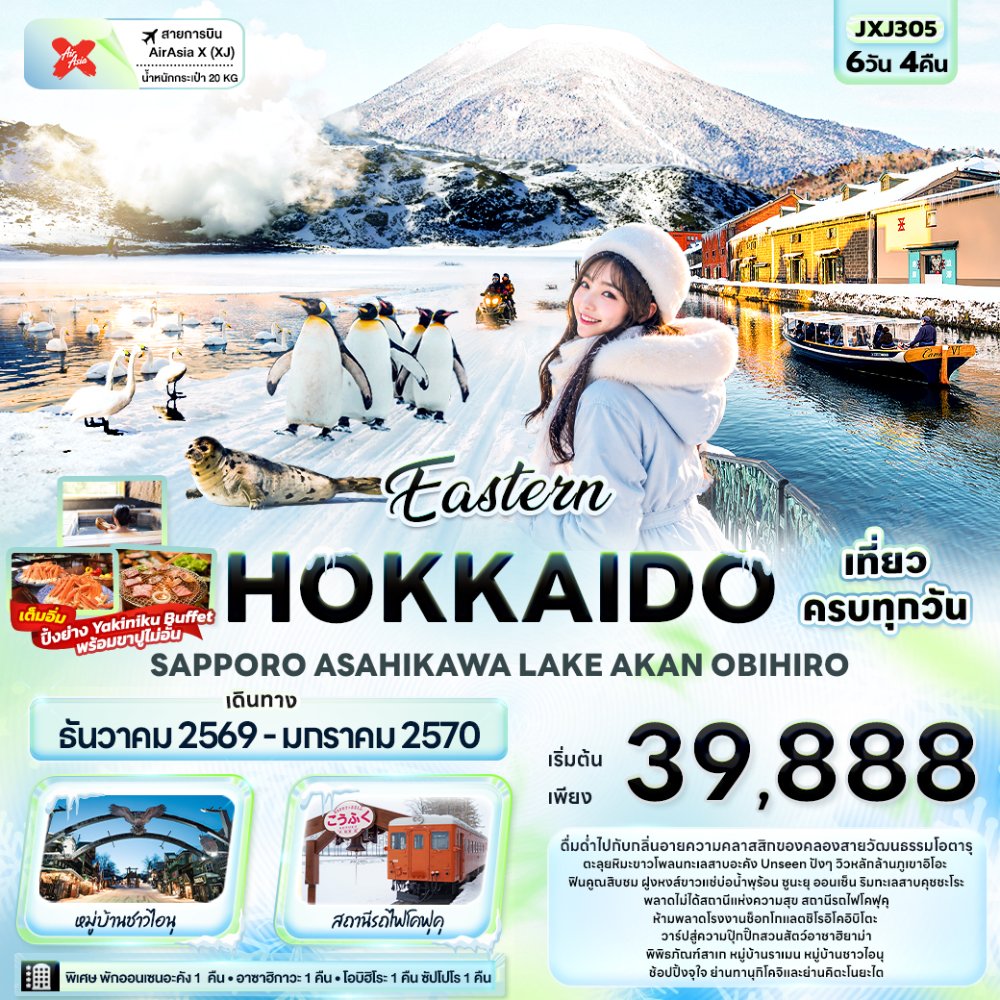 Air
Asia
สายการบิน
AirAsia X (XJ)
น้ำหนักกระเป๋า 20 KG
JXJ305
6วัน 4คืน
Eastern
HOKKAIDO
เที่ยว
ครบทุกวัน
เต็มอิ่ม
ปิ้งย่าง Yakiniku Buffet
พร้อมขาปูไม่อั้น
SAPPORO ASAHIKAWA LAKE AKAN OBIHIRO
เดินทาง
ธันวาคม 2569 - มกราคม 2570
เริ่มต้น
เพียง
39,888
こうふく
หมู่บ้านชาวไอนุ
สถานีรถไฟโคฟุคุ
ดื่มด่ำไปกับกลิ่นอายความคลาสสิกของคลองสายวัฒนธรรมโอตารุ
ตะลุยหิมะขาวโพลนทะเลสาบอะคัง Unseen ปังๆ วิวหลักล้านภูเขาอิโอะ
ฟินคูณสิบชม ฝูงหงส์ขาวแช่บ่อน้ำพุร้อน ซูนะยุ ออนเซ็น ริมทะเลสาบคุชชะโระ
พลาดไม่ได้สถานีแห่งความสุข สถานีรถไฟโคฟุคุ
ห้ามพลาดโรงงานช็อกโกแลตชิโรอิโคอิบิโตะ
วาร์ปสู่ความปุ๊กปิ๊กสวนสัตว์อาซาฮิยาม่า
พิพิธภัณฑ์สาเก หมู่บ้านราเมน หมู่บ้านชาวไอนุ
ช้อปปิ้งจุใจ ย่านทานุกิโคจิและย่านคิตะโนยะไต
พิเศษ พักออนเซนอะคัง 1 คืน • อาซาฮิกาวะ 1 คืน • โอบิฮิโระ 1 คืน ซัปโปโร 1 คืน